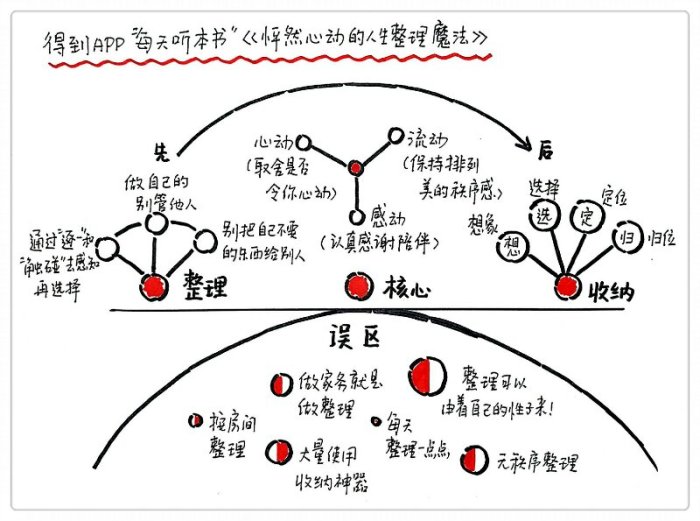 得到APP"每天听本书"《怦然心动的人生整理魔法》
先
后
心动
(取舍是否
令你心动)
流动
(保持排到
美的秩序感)
感动
(认真感谢陪伴)
做自己的
别管他人
通过"逐一"和
"触碰"去感知
再选择
别把自己不要
的东西给别人
整理
核心
想象
选择
定位
归位
想
选
定
归
收纳
误区
做家务就是
做整理
整理可以
由着自己的性子来!
按房间
整理
每天
整理一点点
大量使用
收纳神器
无秩序整理